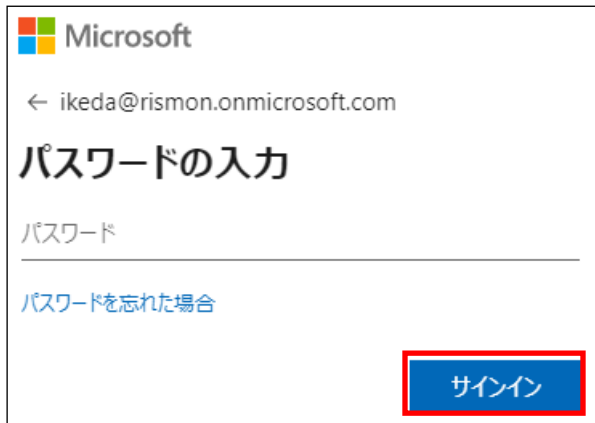 Microsoft
← ikeda@rismon.onmicrosoft.com
パスワードの入力
パスワード
パスワードを忘れた場合
サインイン